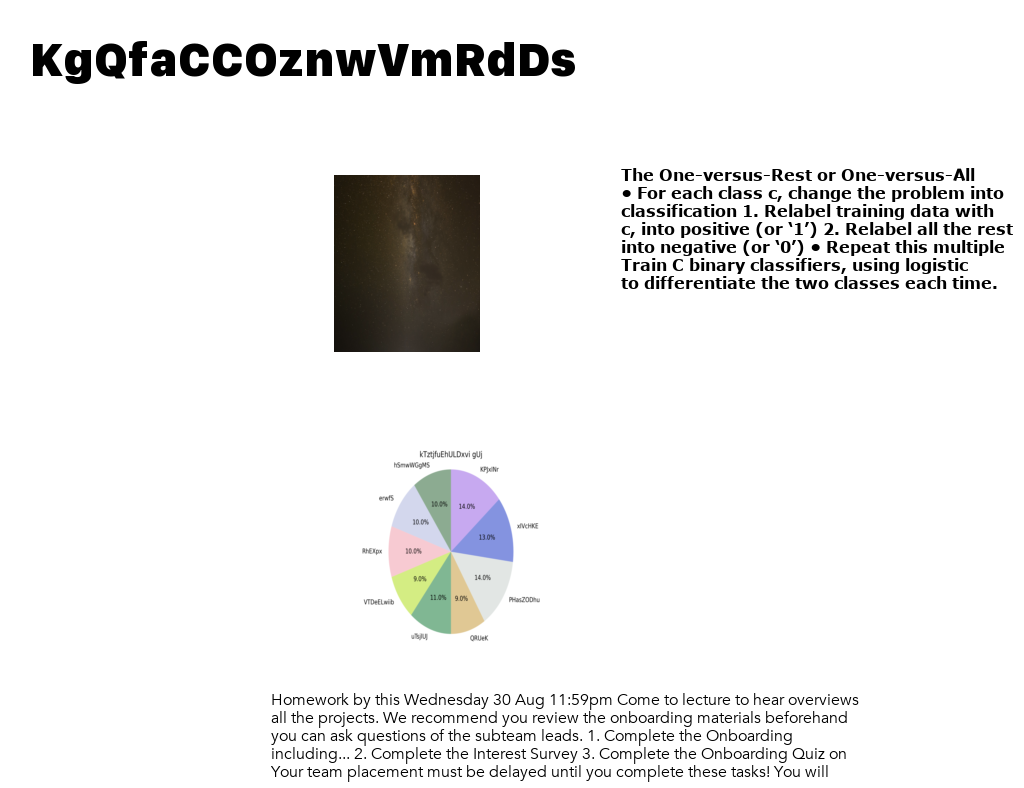 KgQfaCCOznwVmRdDs
The One-versus-Rest or One-versus-All
• For each class c, change the problem into
classification 1. Relabel training data with
c, into positive (or ‘1’) 2. Relabel all the rest
into negative (or ‘0’) • Repeat this multiple
Train C binary classifiers, using logistic
to differentiate the two classes each time.
kTztjfuEhULDxvi gUj
hSmwWGgMS
KPJxlNr
erwfS
10.0%
14.0%
10.0%
xIVcHKE
13.0%
RhEXpx
10.0%
9.0%
14.0%
VTDeELwiib
11.0%
9.0%
PHasZODhu
QRUeK
Homework by this Wednesday 30 Aug 11:59pm Come to lecture to hear overviews
all the projects. We recommend you review the onboarding materials beforehand
you can ask questions of the subteam leads. 1. Complete the Onboarding
including... 2. Complete the Interest Survey 3. Complete the Onboarding Quiz on
Your team placement must be delayed until you complete these tasks! You will